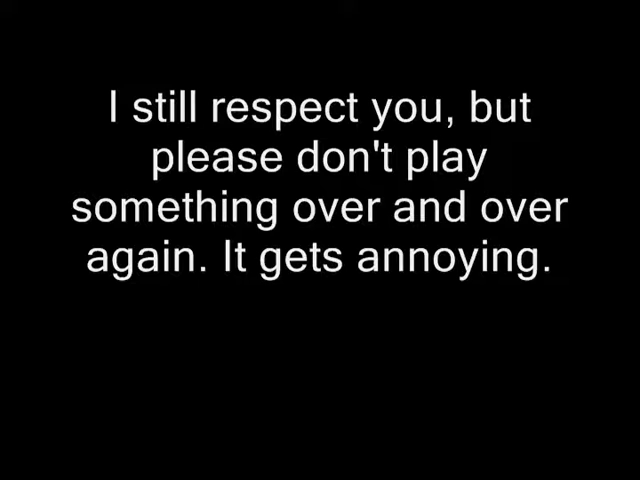 I still respect you, but
please don't play
something over and over
again. It gets annoying.